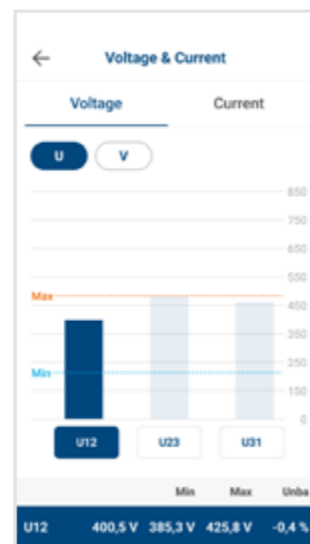 Voltage & Current
Voltage Current
U V
850
750
650
550
Max
450
350
250
Min
150
0
U12 U23 U31
Min Max Unba
U12 400,5 V 385,3 V 425,8 V -0,4 %